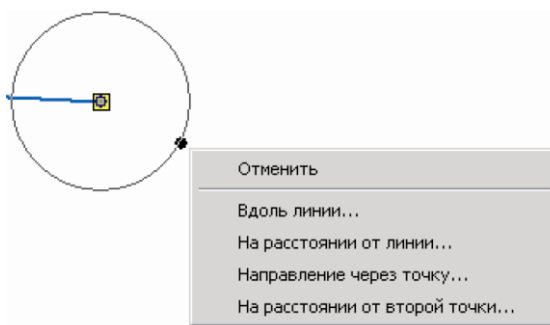 Отменить
Вдоль линии...
На расстоянии от линии...
Направление через точку...
На расстоянии от второй точки...